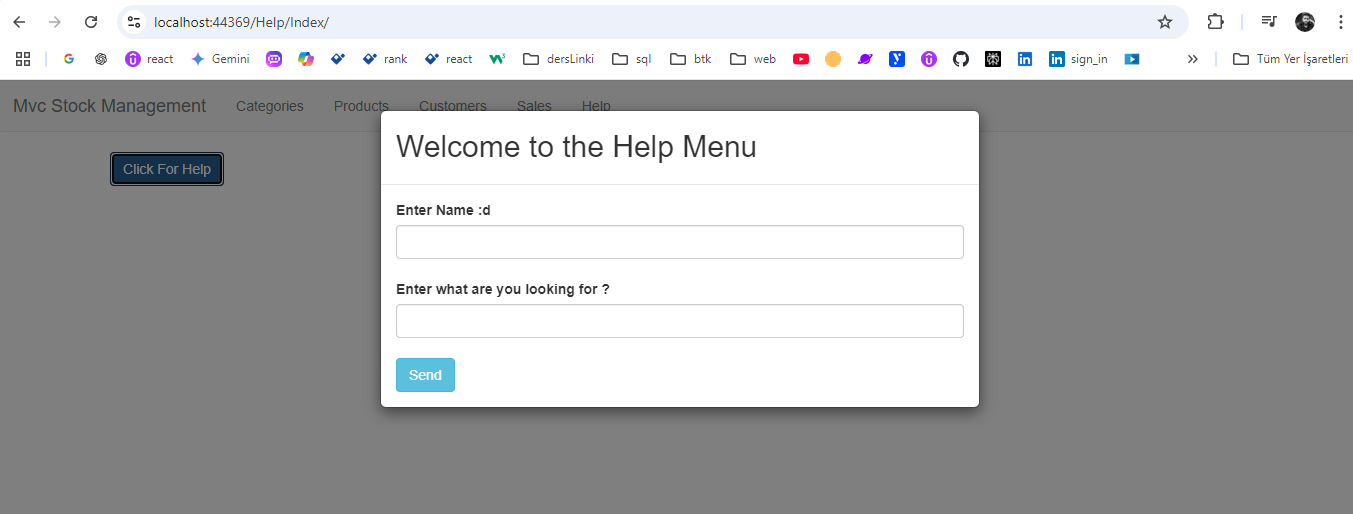 localhost:44369/Help/Index/
react Gemini rank react dersLinki sql btk web sign_in Tüm Yer İşaretleri
Mvc Stock Management Categories Products Customers Sales Help
Click For Help
Welcome to the Help Menu
Enter Name :d
Enter what are you looking for ?
Send